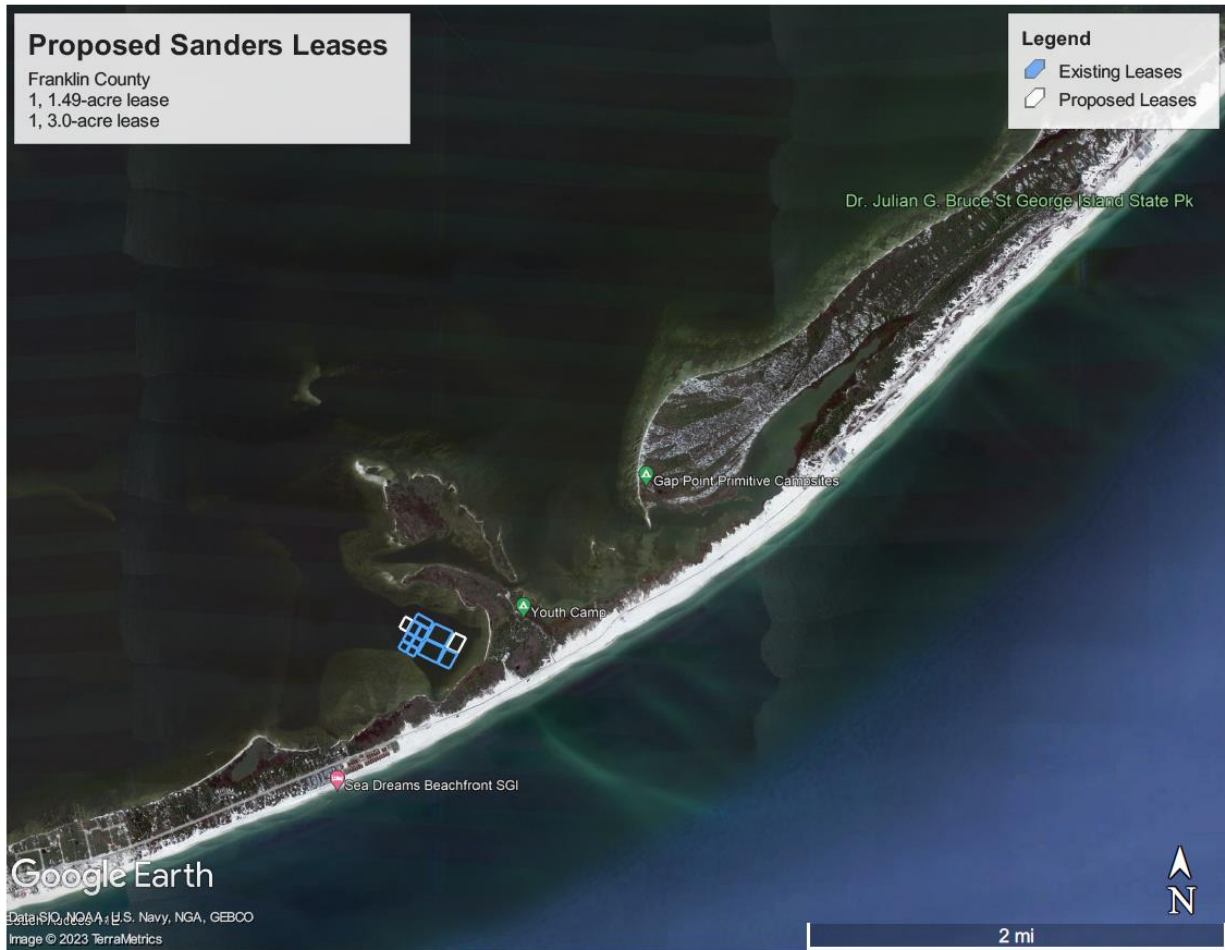 Proposed Sanders Leases
Franklin County
1, 1.49-acre lease
1, 3.0-acre lease
Legend
Existing Leases
Proposed Leases
Dr. Julian G. Bruce St George Island State Pk
Gap Point Primitive Campsites
Youth Camp
Sea Dreams Beachfront SGI
Google Earth
Data SIO, NOAA, U.S. Navy, NGA, GEBCO
Image © 2023 TerraMetrics
N
2 mi